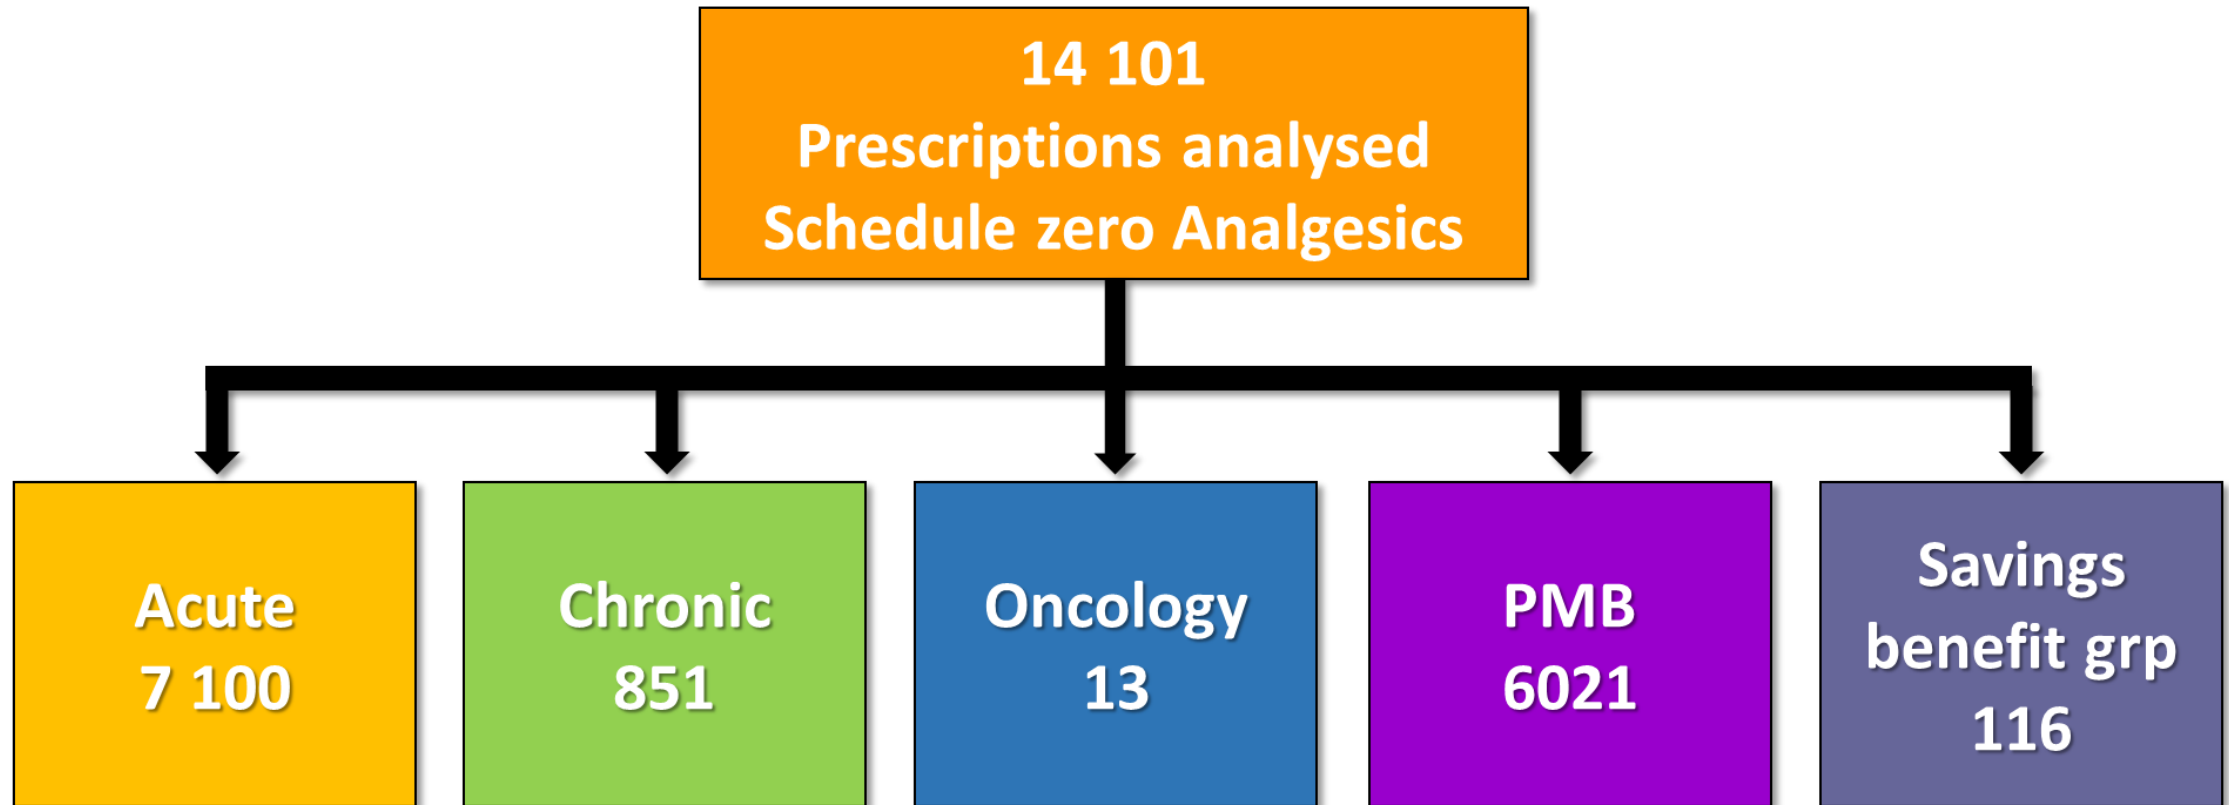 14 101
Prescriptions analysed
Schedule zero Analgesics
Acute
7 100
Chronic
851
Oncology
13
PMB
6021
Savings
benefit grp
116